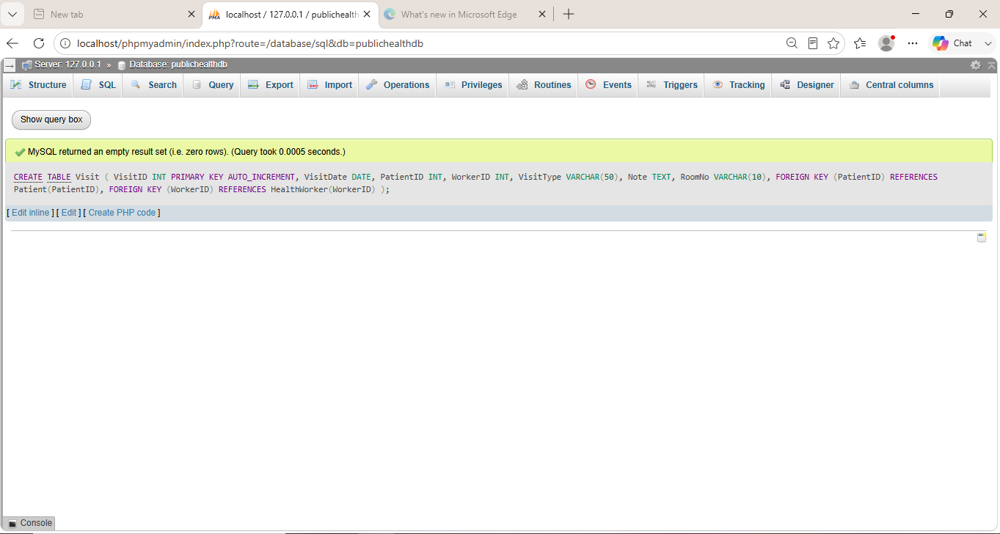 New tab
localhost / 127.0.0.1 / publichealth
What's new in Microsoft Edge
localhost/phpmyadmin/index.php?route=/database/sql&db=publichealthdb
Chat
Server: 127.0.0.1 » Database: publichealthdb
Structure SQL Search Query Export Import Operations Privileges Routines Events Triggers Tracking Designer Central columns
Show query box
MySQL returned an empty result set (i.e. zero rows). (Query took 0.0005 seconds.)
CREATE TABLE Visit ( VisitID INT PRIMARY KEY AUTO_INCREMENT, VisitDate DATE, PatientID INT, WorkerID INT, VisitType VARCHAR(50), Note TEXT, RoomNo VARCHAR(10), FOREIGN KEY (PatientID) REFERENCES
Patient(PatientID), FOREIGN KEY (WorkerID) REFERENCES HealthWorker(WorkerID) );
[ Edit inline ] [ Edit ] [ Create PHP code ]
Console